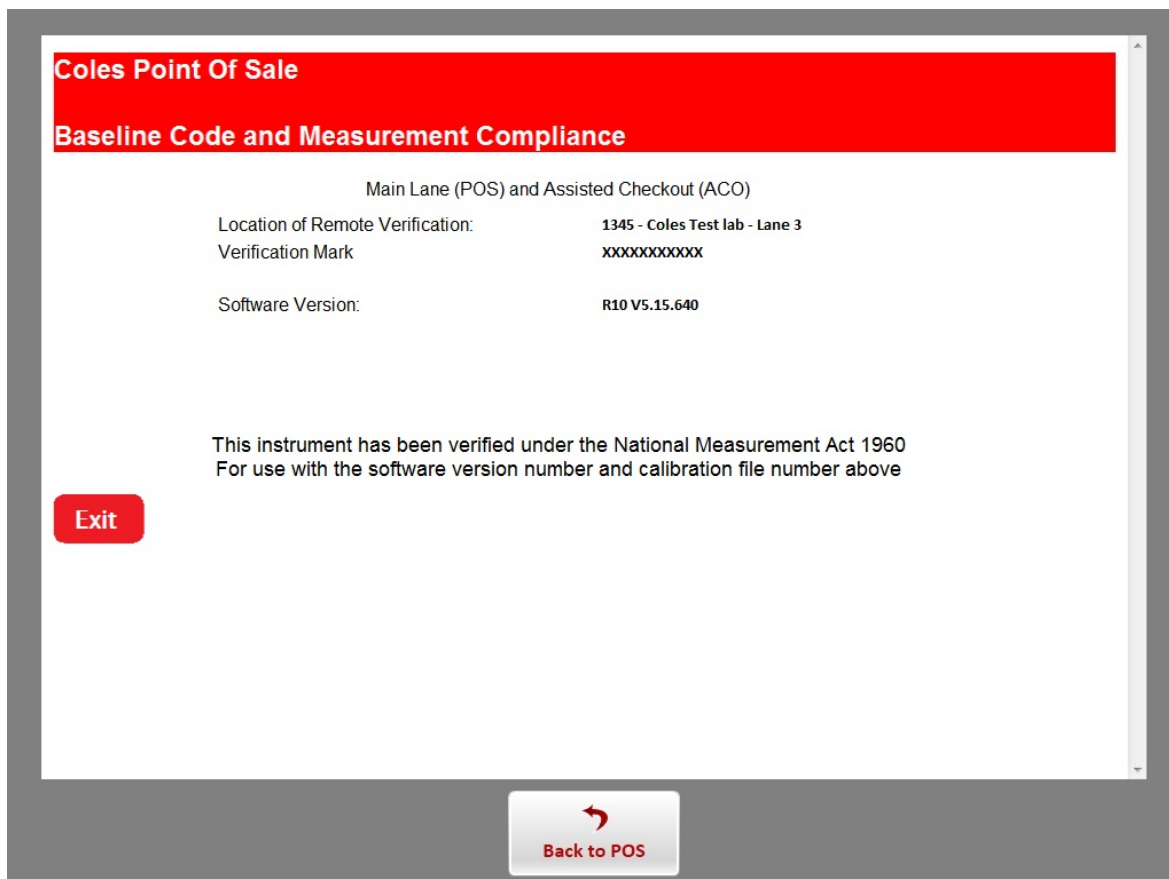 Coles Point Of Sale
Baseline Code and Measurement Compliance
Main Lane (POS) and Assisted Checkout (ACO)
Location of Remote Verification: 1345 - Coles Test lab - Lane 3
Verification Mark XXXXXXXXXXX
Software Version: R10 V5.15.640
This instrument has been verified under the National Measurement Act 1960
For use with the software version number and calibration file number above
Exit
Back to POS